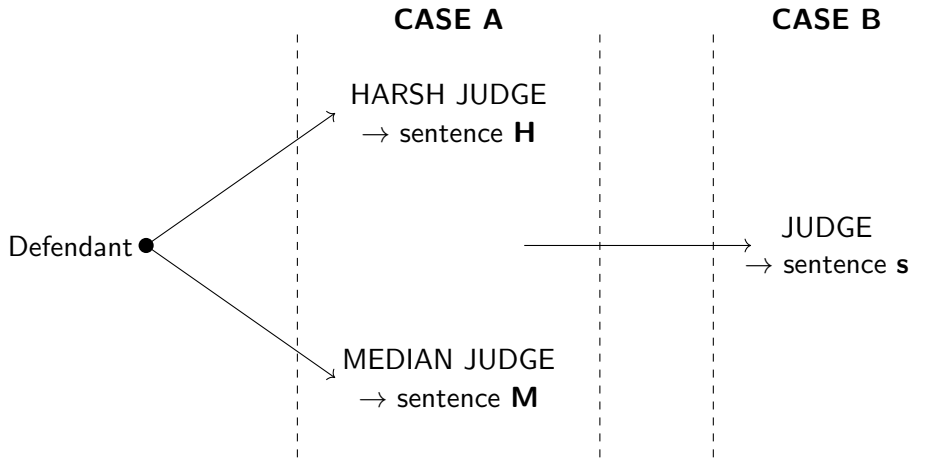 CASE A
CASE B
HARSH JUDGE
→ sentence H
Defendant
JUDGE
→ sentence s
MEDIAN JUDGE
→ sentence M